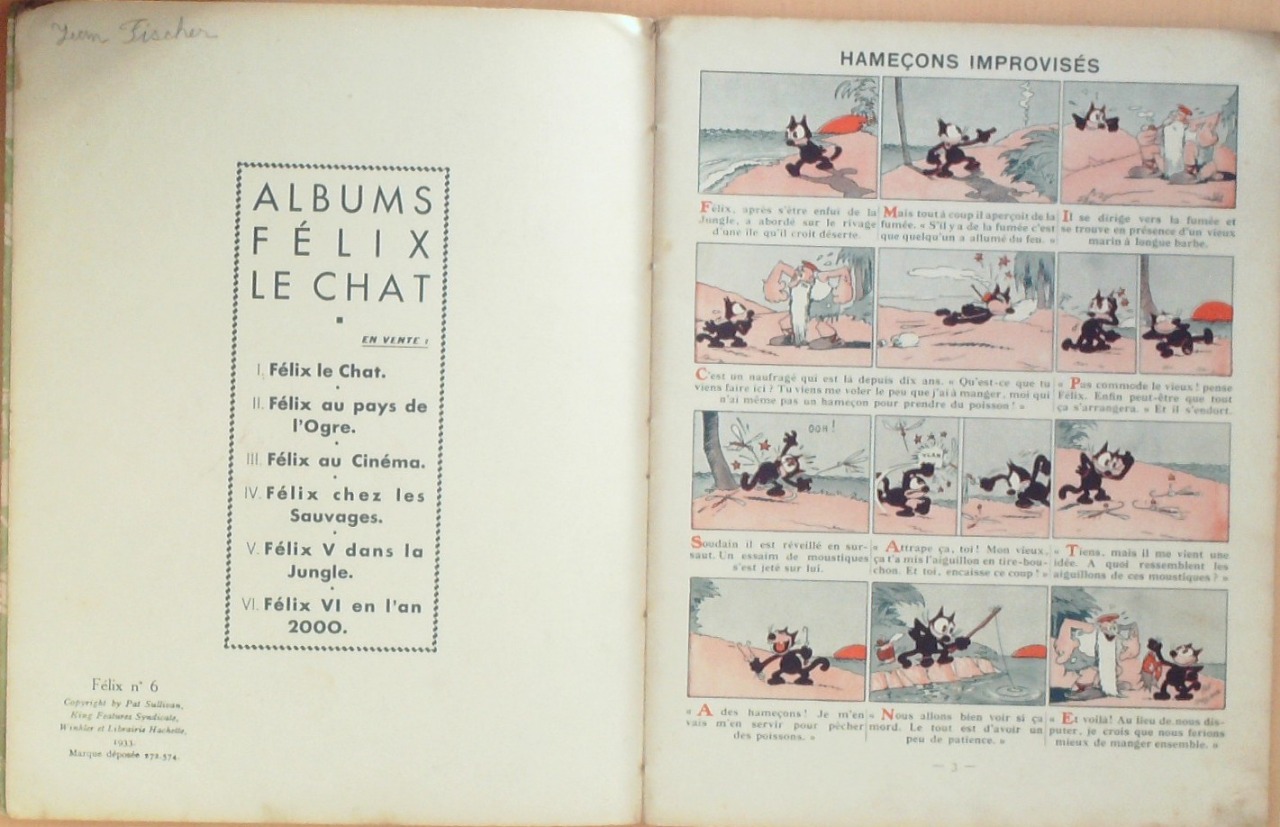 Fischer
ALBUMS
FÉLIX
LE CHAT
EN VENTE :
I. Félix le Chat.
II. Félix au pays de
l'Ogre.
III. Félix au Cinéma.
IV. Félix chez les
Sauvages.
V. Félix V dans la
Jungle.
VI. Félix VI en l'an
2000.
Félix n° 6
Copyright by Pat Sullivan,
King Features Syndicate,
Winkler et Librairie Hachette,
1933.
Marque déposée 272.574.
HAMEÇONS IMPROVISÉS
Félix, après s'être enfui de la
Jungle, a abordé sur le rivage
d'une île qu'il croit déserte.
Mais tout à coup il aperçoit de la
fumée. « S'il y a de la fumée c'est
que quelqu'un a allumé du feu. »
Il se dirige vers la fumée et
se trouve en présence d'un vieux
marin à longue barbe.
C'est un naufragé qui est là depuis dix ans. « Qu'est-ce que tu
viens faire ici ? Tu viens me voler le peu que j'ai à manger, moi qui
n'ai même pas un hameçon pour prendre du poisson ! »
« Pas commode le vieux ! pense
Félix. Enfin peut-être que tout
ça s'arrangera. » Et il s'endort.
OOH !
CLAN
Soudain il est réveillé en sur-
saut. Un essaim de moustiques
s'est jeté sur lui.
« Attrape ça, toi ! Mon vieux,
ça t'a mis l'aiguillon en tire-bou-
chon. Et toi, encaisse ce coup ! »
« Tiens, mais il me vient une
idée. A quoi ressemblent les
aiguillons de ces moustiques ? »
« A des hameçons ! Je m'en
vais m'en servir pour pêcher
des poissons. »
« Nous allons bien voir si ça
mord. Le tout est d'avoir un
peu de patience. »
« Et voilà ! Au lieu de nous dis-
puter, je crois que nous ferions
mieux de manger ensemble. »
— 3 —